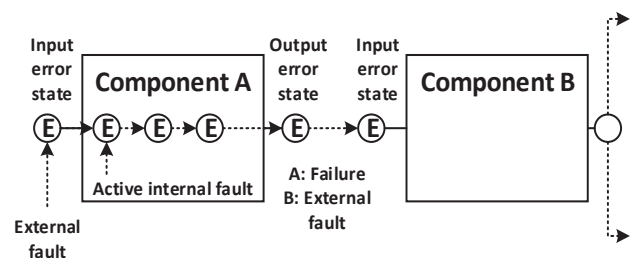 Input
error
state
Component A
Output
error
state
Input
error
state
Component B
E
E
E
E
E
E
Active internal fault
A: Failure
B: External
fault
External
fault